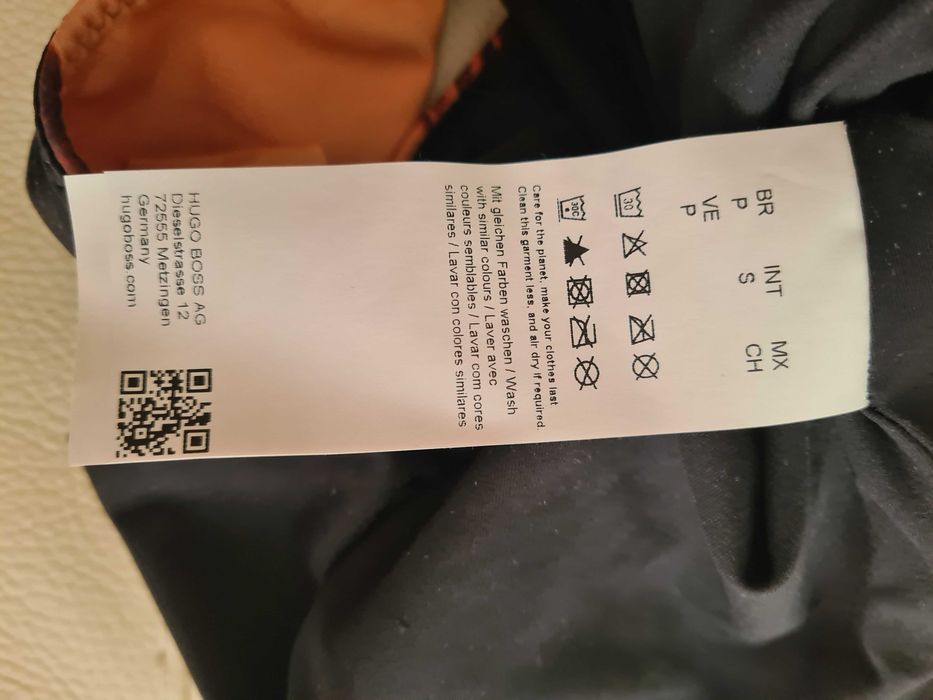 BR INT MX
P S CH
VE
P
30
30C
Care for the planet, make your clothes last
Clean this garment less, and air dry if required.
Mit gleichen Farben waschen / Wash
with similar colours / Laver avec
couleurs semblables / Lavar com cores
similares / Lavar con colores similares
HUGO BOSS AG
Dieselstrasse 12
72555 Metzingen
Germany
hugoboss.com